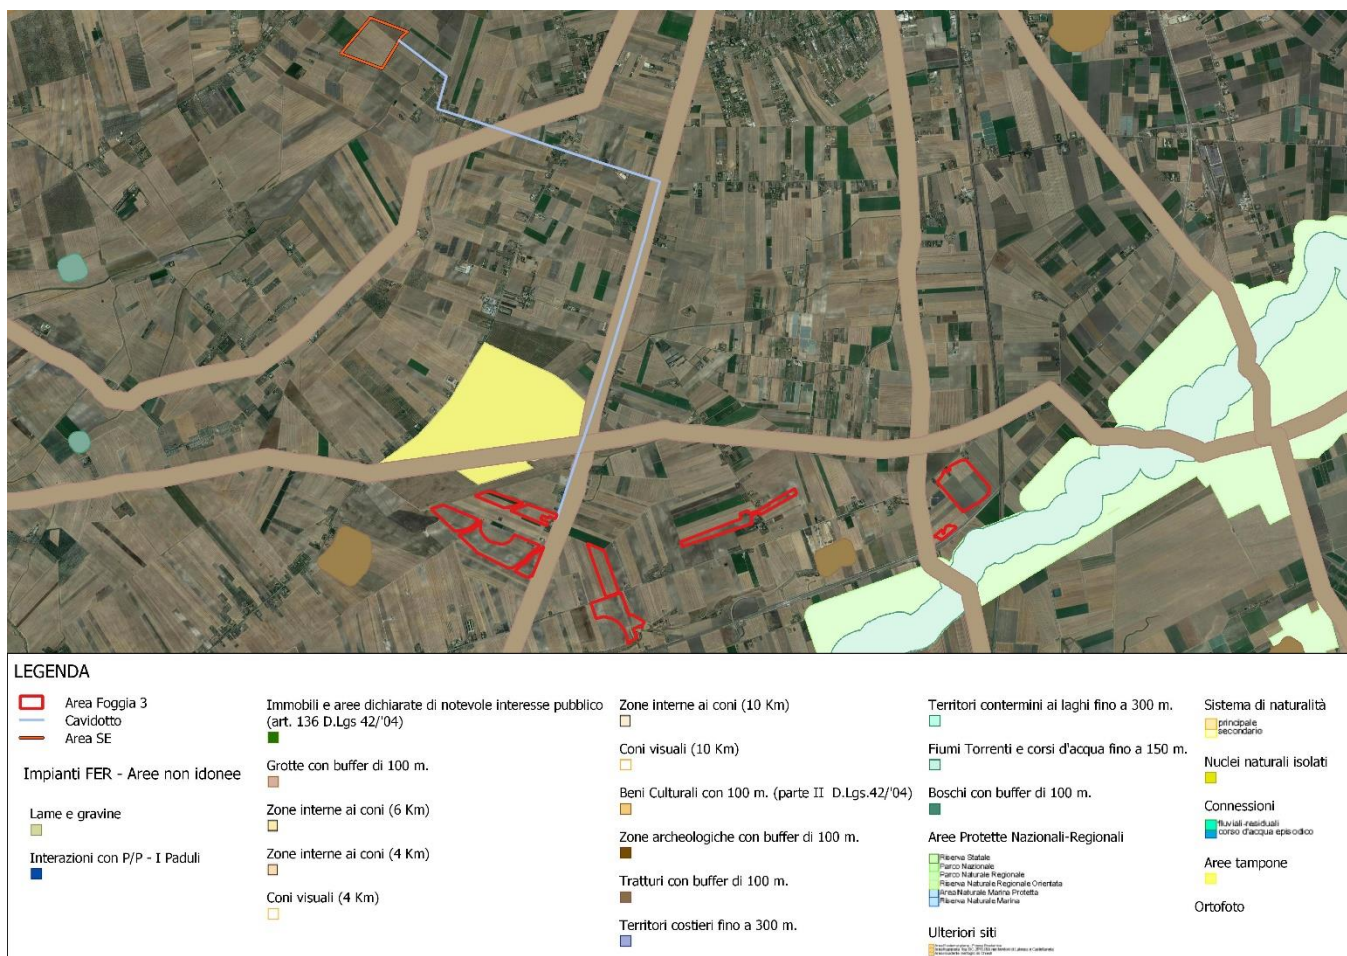 LEGENDA
Area Foggia 3
Cavidotto
Area SE
Impianti FER - Aree non idonee
Lame e gravine
Interazioni con P/P - I Paduli
Immobili e aree dichiarate di notevole interesse pubblico
(art. 136 D.Lgs 42/'04)
Grotte con buffer di 100 m.
Zone interne ai coni (6 Km)
Zone interne ai coni (4 Km)
Coni visuali (4 Km)
Zone interne ai coni (10 Km)
Coni visuali (10 Km)
Beni Culturali con 100 m. (parte II D.Lgs.42/'04)
Zone archeologiche con buffer di 100 m.
Tratturi con buffer di 100 m.
Territori costieri fino a 300 m.
Territori contermini ai laghi fino a 300 m.
Fiumi Torrenti e corsi d'acqua fino a 150 m.
Boschi con buffer di 100 m.
Aree Protette Nazionali-Regionali
Riserva Statale
Parco Nazionale
Parco Naturale Regionale
Riserva Naturale Regionale Orientata
Area Naturale Marina Protetta
Riserva Naturale Marina
Ulteriori siti
Sistema di naturalità
principale
secondario
Nuclei naturali isolati
Connessioni
fluviali-residuali
corso d'acqua episodico
Aree tampone
Ortofoto